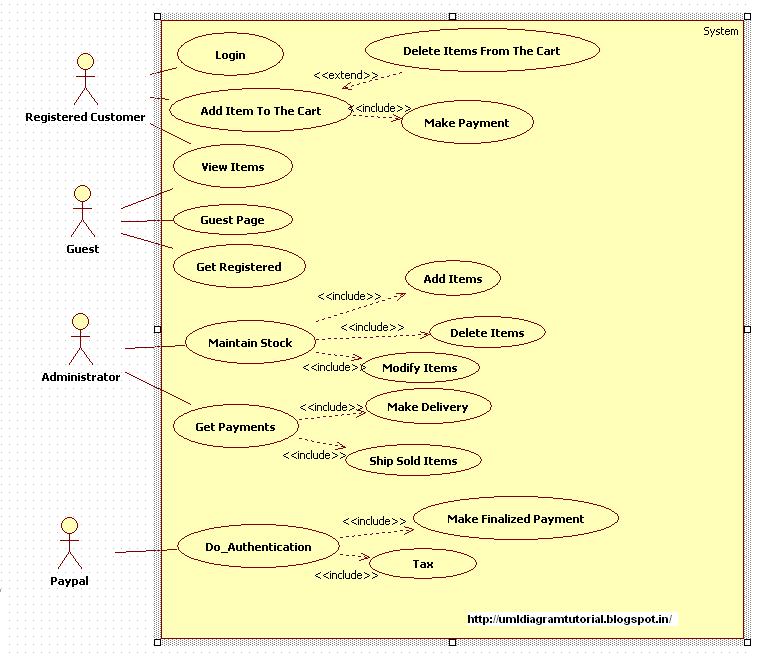 System
Login
Delete Items From The Cart
<<extend>>
Registered Customer
Add Item To The Cart
<<include>>
Make Payment
View Items
Guest Page
Guest
Get Registered
Add Items
<<include>>
<<include>>
Delete Items
Maintain Stock
<<include>>
Modify Items
Administrator
<<include>>
Make Delivery
Get Payments
<<include>>
Ship Sold Items
<<include>>
Make Finalized Payment
Do_Authentication
Tax
<<include>>
Paypal
http://umldiagramtutorial.blogspot.in/